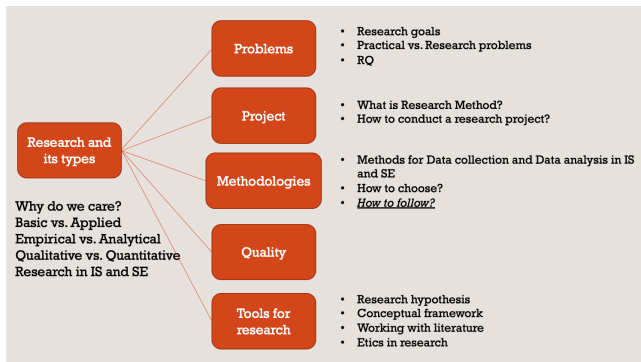 Problems
• Research goals
• Practical vs. Research problems
• RQ
Project
• What is Research Method?
• How to conduct a research project?
Research and
its types
Methodologies
• Methods for Data collection and Data analysis in IS
and SE
• How to choose?
• How to follow?
Why do we care?
Basic vs. Applied
Empirical vs. Analytical
Qualitative vs. Quantitative
Research in IS and SE
Quality
Tools for
research
• Research hypothesis
• Conceptual framework
• Working with literature
• Etics in research